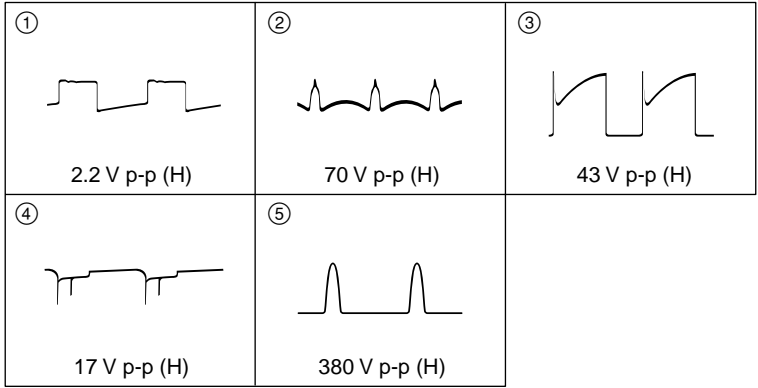 ①
②
③
2.2 V p-p (H)
70 V p-p (H)
43 V p-p (H)
④
⑤
17 V p-p (H)
380 V p-p (H)